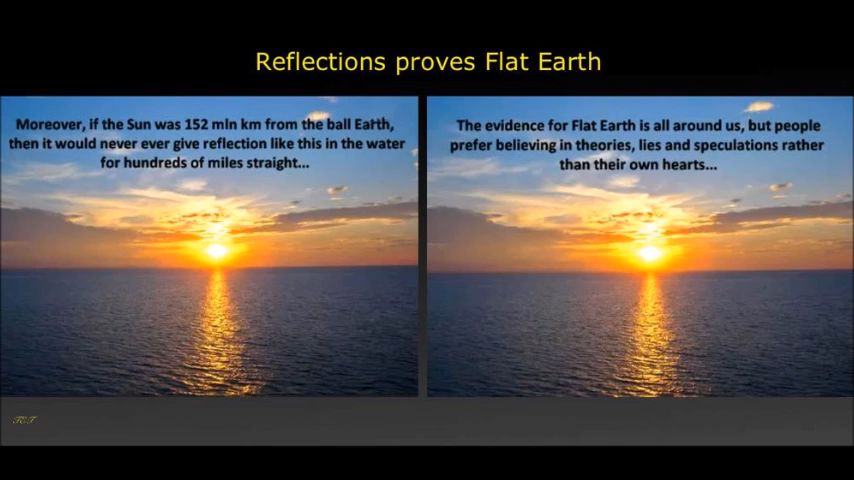 Reflections proves Flat Earth
Moreover, if the Sun was 152 mln km from the ball Earth,
then it would never ever give reflection like this in the water
for hundreds of miles straight...
The evidence for Flat Earth is all around us, but people
prefer believing in theories, lies and speculations rather
than their own hearts...